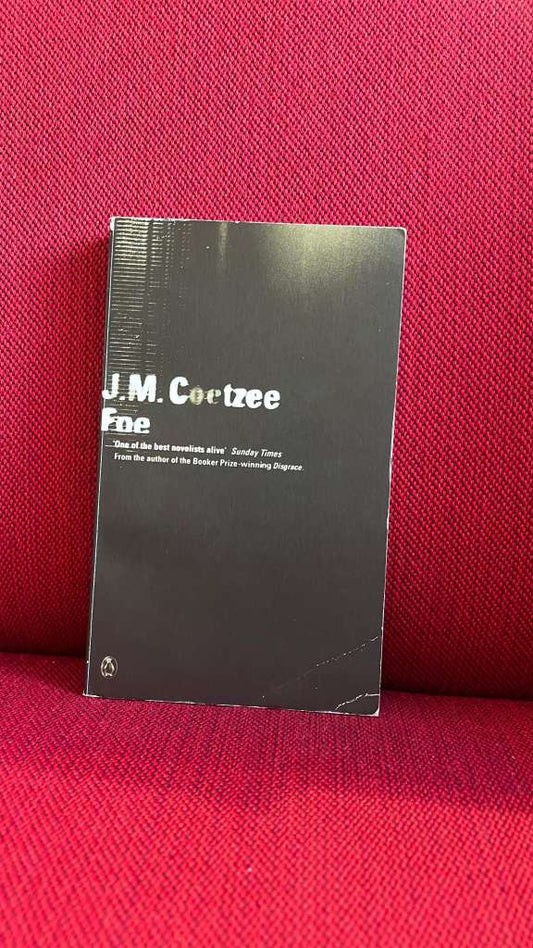 J.M. Coetzee
Foe
'One of the best novelists alive' Sunday Times
From the author of the Booker Prize-winning Disgrace.